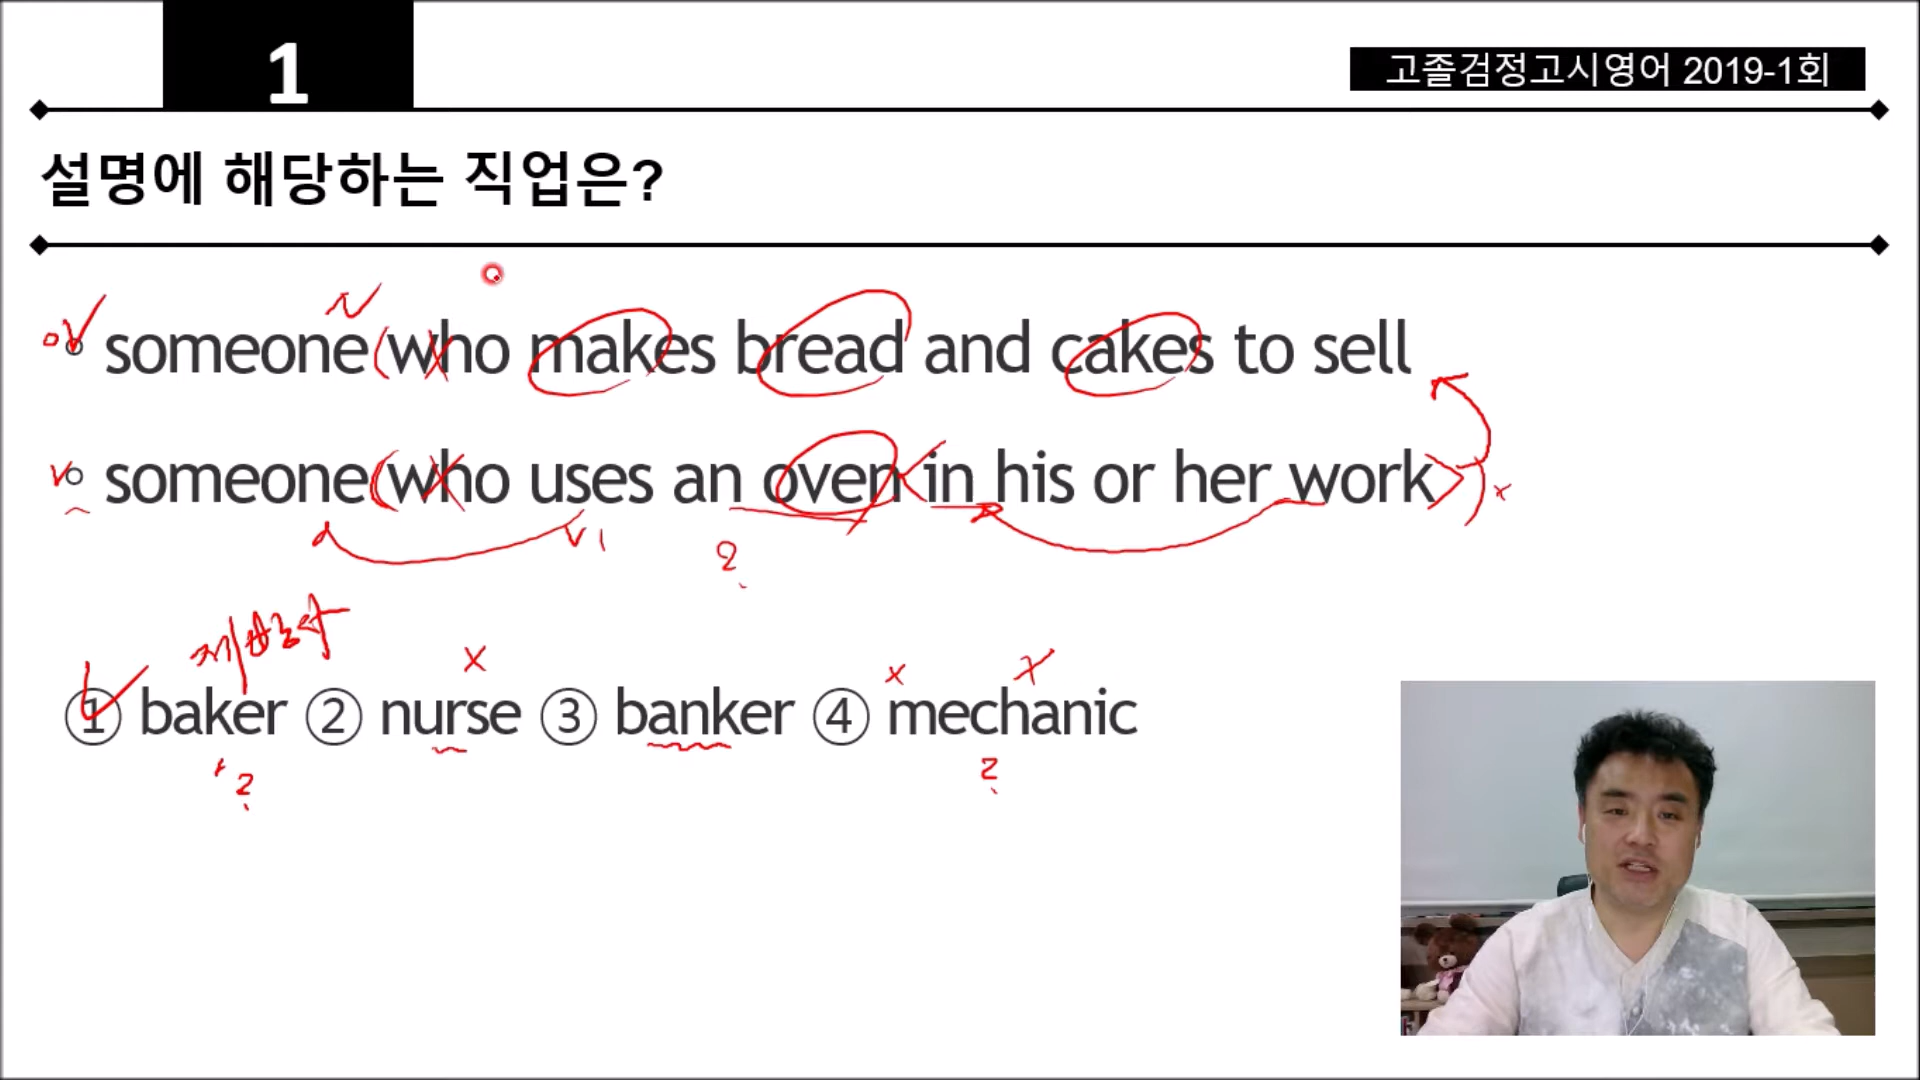 1
고졸검정고시영어 2019-1회
설명에 해당하는 직업은?
someone who makes bread and cakes to sell
someone who uses an oven in his or her work
제빵사
① baker ② nurse ③ banker ④ mechanic